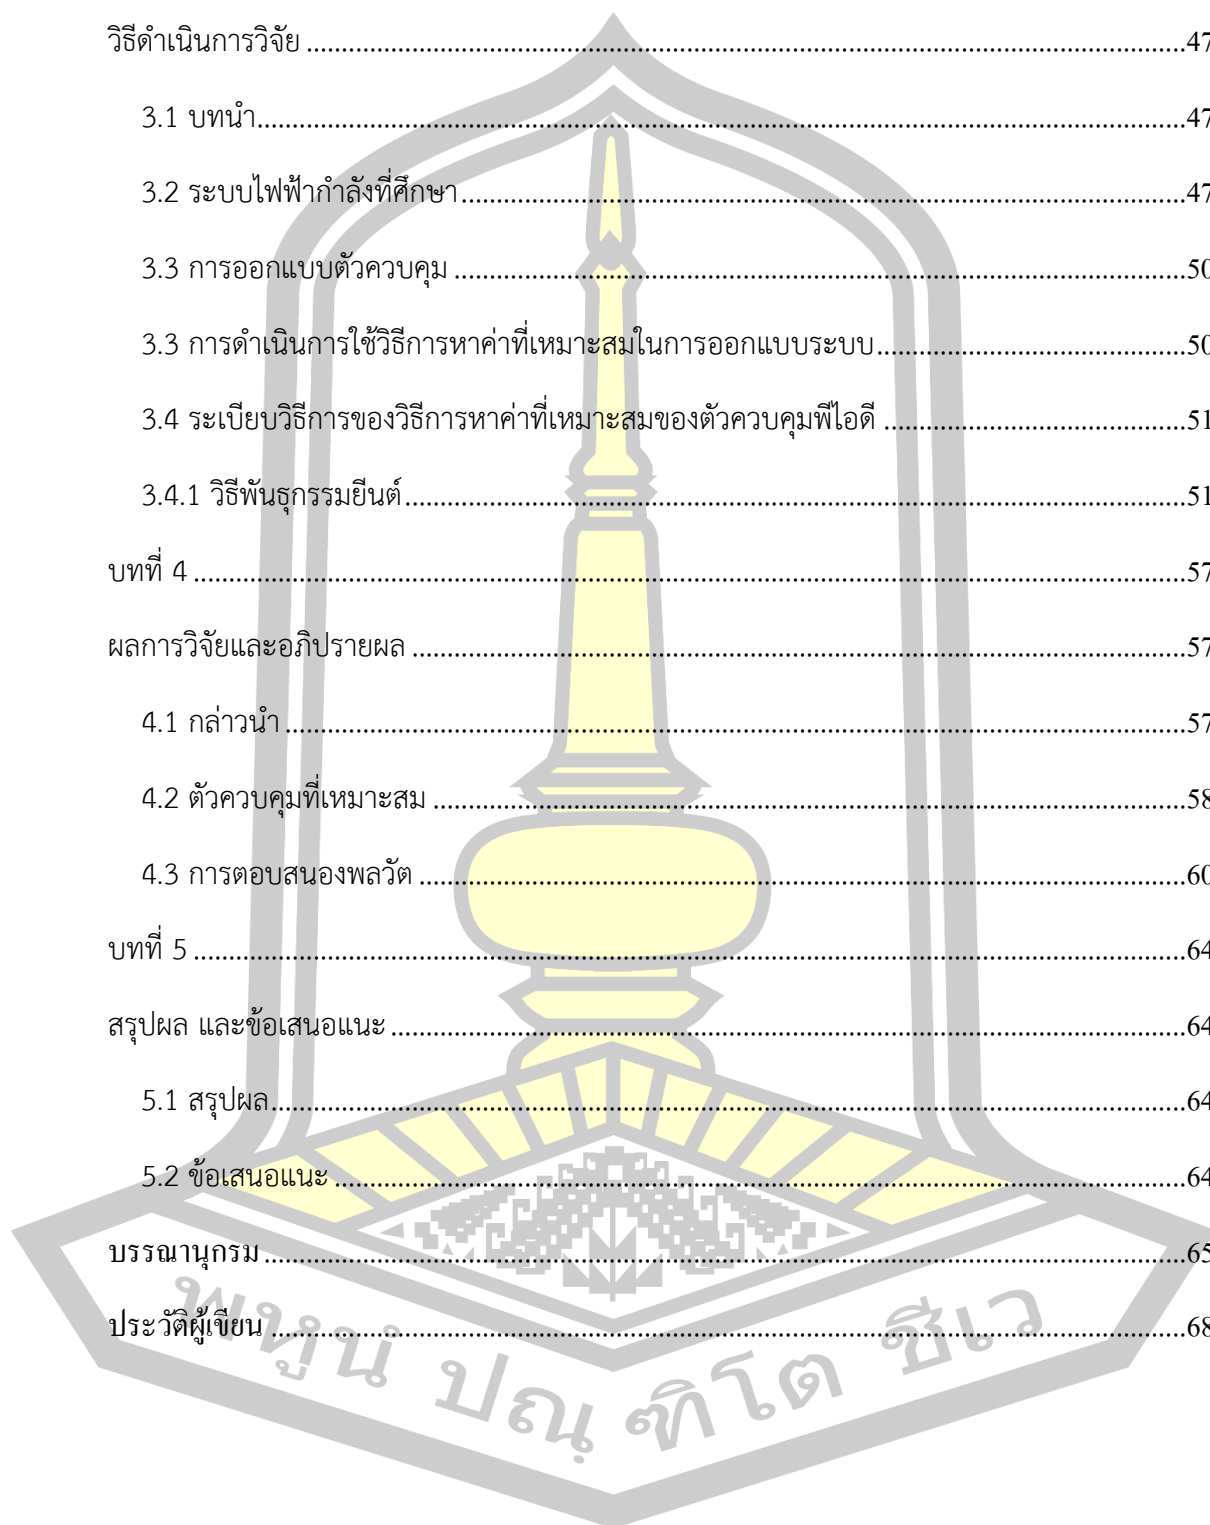 วิธีดำเนินการวิจัย ........ 47
3.1 บทนำ ........ 47
3.2 ระบบไฟฟ้ากำลังที่ศึกษา ........ 47
3.3 การออกแบบตัวควบคุม ........ 50
3.3 การดำเนินการใช้วิธีการหาค่าที่เหมาะสมในการออกแบบระบบ ........ 50
3.4 ระเบียบวิธีการของวิธีการหาค่าที่เหมาะสมของตัวควบคุมพีไอดี ........ 51
3.4.1 วิธีพันธุกรรมยีนต์ ........ 51
บทที่ 4 ........ 57
ผลการวิจัยและอภิปรายผล ........ 57
4.1 กล่าวนำ ........ 57
4.2 ตัวควบคุมที่เหมาะสม ........ 58
4.3 การตอบสนองพลวัต ........ 60
บทที่ 5 ........ 64
สรุปผล และข้อเสนอแนะ ........ 64
5.1 สรุปผล ........ 64
5.2 ข้อเสนอแนะ ........ 64
บรรณานุกรม ........ 65
ประวัติผู้เขียน ........ 68
พหูนํ ปณฺฑิโต ชีเว